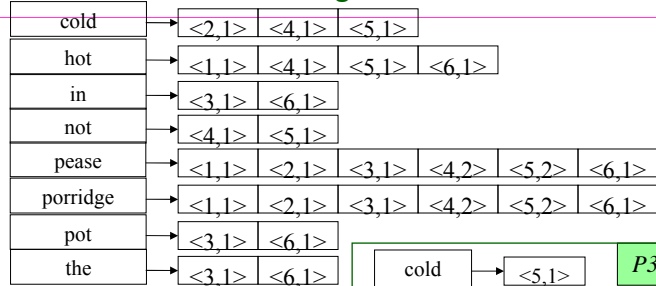 cold <2,1> <4,1> <5,1>
hot <1,1> <4,1> <5,1> <6,1>
in <3,1> <6,1>
not <4,1> <5,1>
pease <1,1> <2,1> <3,1> <4,2> <5,2> <6,1>
porridge <1,1> <2,1> <3,1> <4,2> <5,2> <6,1>
pot <3,1> <6,1>
the <3,1> <6,1>
cold <5,1> P3